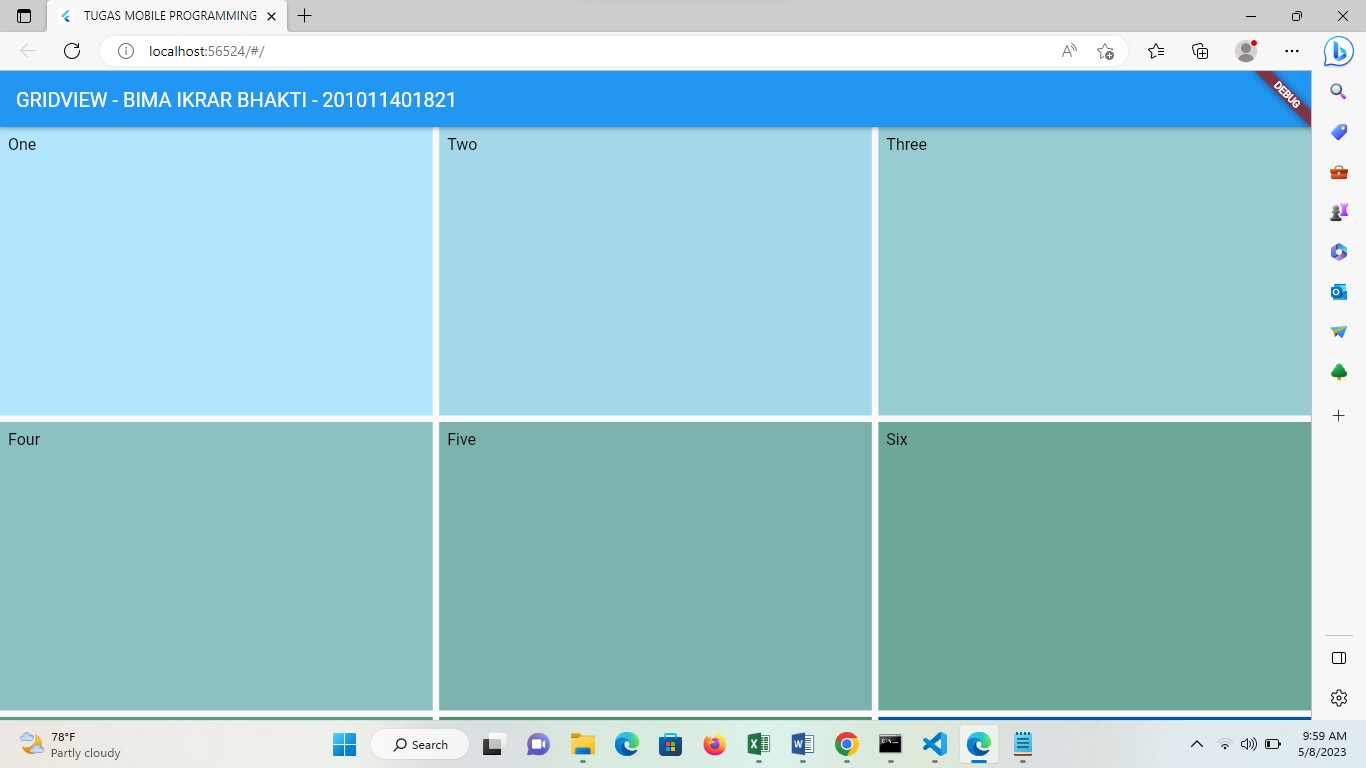 TUGAS MOBILE PROGRAMMING
localhost:56524/#/
GRIDVIEW - BIMA IKRAR BHAKTI - 201011401821
DEBUG
One
Two
Three
Four
Five
Six
78°F
Partly cloudy
Search
9:59 AM
5/8/2023